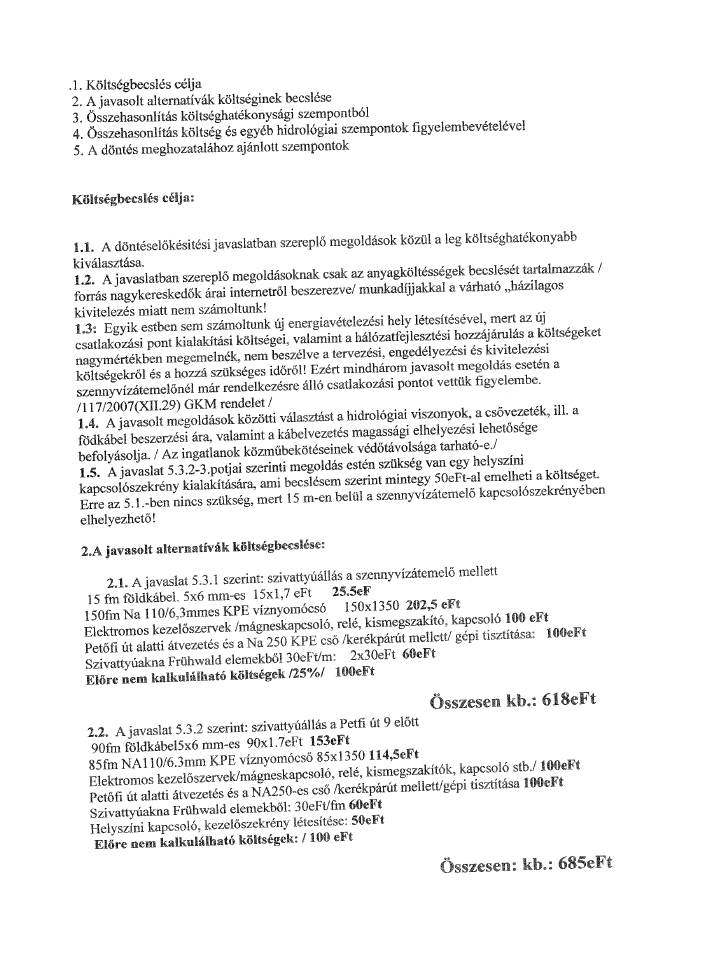 .1. Költségbecslés célja
2. A javasolt alternatívák költséginek becslése
3. Összehasonlítás költséghatékonysági szempontból
4. Összehasonlítás költség és egyéb hidrológiai szempontok figyelembevételével
5. A döntés meghozatalához ajánlott szempontok
Költségbecslés célja:
1.1. A döntéselőkésitési javaslatban szereplő megoldások közül a leg költséghatékonyabb
kiválasztása.
1.2. A javaslatban szereplő megoldásoknak csak az anyagköltésségek becslését tartalmazzák /
forrás nagykereskedők árai internetről beszerezve/ munkadíjjakkal a várható „házilagos
kivitelezés miatt nem számoltunk!
1.3: Egyik estben sem számoltunk új energiavételezési hely létesítésével, mert az új
csatlakozási pont kialakítási költségei, valamint a hálózatfejlesztési hozzájárulás a költségeket
nagymértékben megemelnék, nem beszélve a tervezési, engedélyezési és kivitelezési
költségekről és a hozzá szükséges időről! Ezért mindhárom javasolt megoldás esetén a
szennyvízátemelőnél már rendelkezésre álló csatlakozási pontot vettük figyelembe.
/117/2007(XII.29) GKM rendelet /
1.4. A javasolt megoldások közötti választást a hidrológiai viszonyok, a csővezeték, ill. a
födkábel beszerzési ára, valamint a kábelvezetés magassági elhelyezési lehetősége
befolyásolja. / Az ingatlanok közműbekötéseinek védőtávolsága tarható-e./
1.5. A javaslat 5.3.2-3.potjai szerinti megoldás estén szükség van egy helyszíni
kapcsolószekrény kialakítására, ami becslésem szerint mintegy 50eFt-al emelheti a költséget.
Erre az 5.1.-ben nincs szükség, mert 15 m-en belül a szennyvízátemelő kapcsolószekrényében
elhelyezhető!
2.A javasolt alternatívák költségbecslése:
2.1. A javaslat 5.3.1 szerint: szivattyúállás a szennyvízátemelő mellett
15 fm földkábel. 5x6 mm-es 15x1,7 eFt 25.5eF
150fm Na 110/6,3mmes KPE víznyomócső 150x1350 202,5 eFt
Elektromos kezelőszervek /mágneskapcsoló, relé, kismegszakító, kapcsoló 100 eFt
Petőfi út alatti átvezetés és a Na 250 KPE cső /kerékpárút mellett/ gépi tisztítása: 100eFt
Szivattyúakna Frühwald elemekből 30eFt/m: 2x30eFt 60eFt
Előre nem kalkulálható költségek /25%/ 100eFt
Összesen kb.: 618eFt
2.2. A javaslat 5.3.2 szerint: szivattyúállás a Petfi út 9 előtt
90fm földkábel5x6 mm-es 90x1.7eFt 153eFt
85fm NA110/6.3mm KPE víznyomócső 85x1350 114,5eFt
Elektromos kezelőszervek/mágneskapcsoló, relé, kismegszakítók, kapcsoló stb./ 100eFt
Petőfi út alatti átvezetés és a NA250-es cső /kerékpárút mellett/gépi tisztítása 100eFt
Szivattyúakna Frühwald elemekből: 30eFt/fm 60eFt
Helyszíni kapcsoló, kezelőszekrény létesítése: 50eFt
Előre nem kalkulálható költségek: / 100 eFt
Összesen: kb.: 685eFt